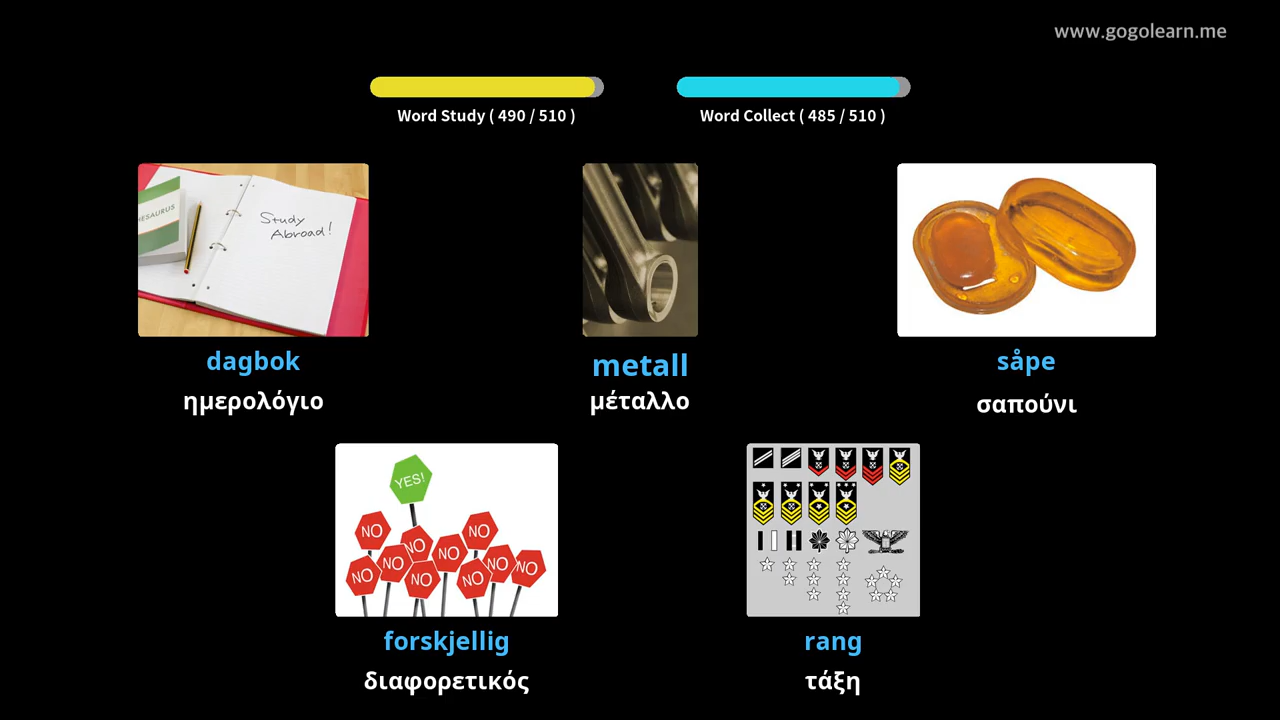 www.gogolearn.me
Word Study ( 490 / 510 )
Word Collect ( 485 / 510 )
HESAURUS
Study
Abroad!
dagbok
metall
såpe
ημερολόγιο
μέταλλο
σαπούνι
YES!
NO
NO
NO
NO
NO
NO
NO
NO
NO
NO
forskjellig
rang
διαφορετικός
τάξη